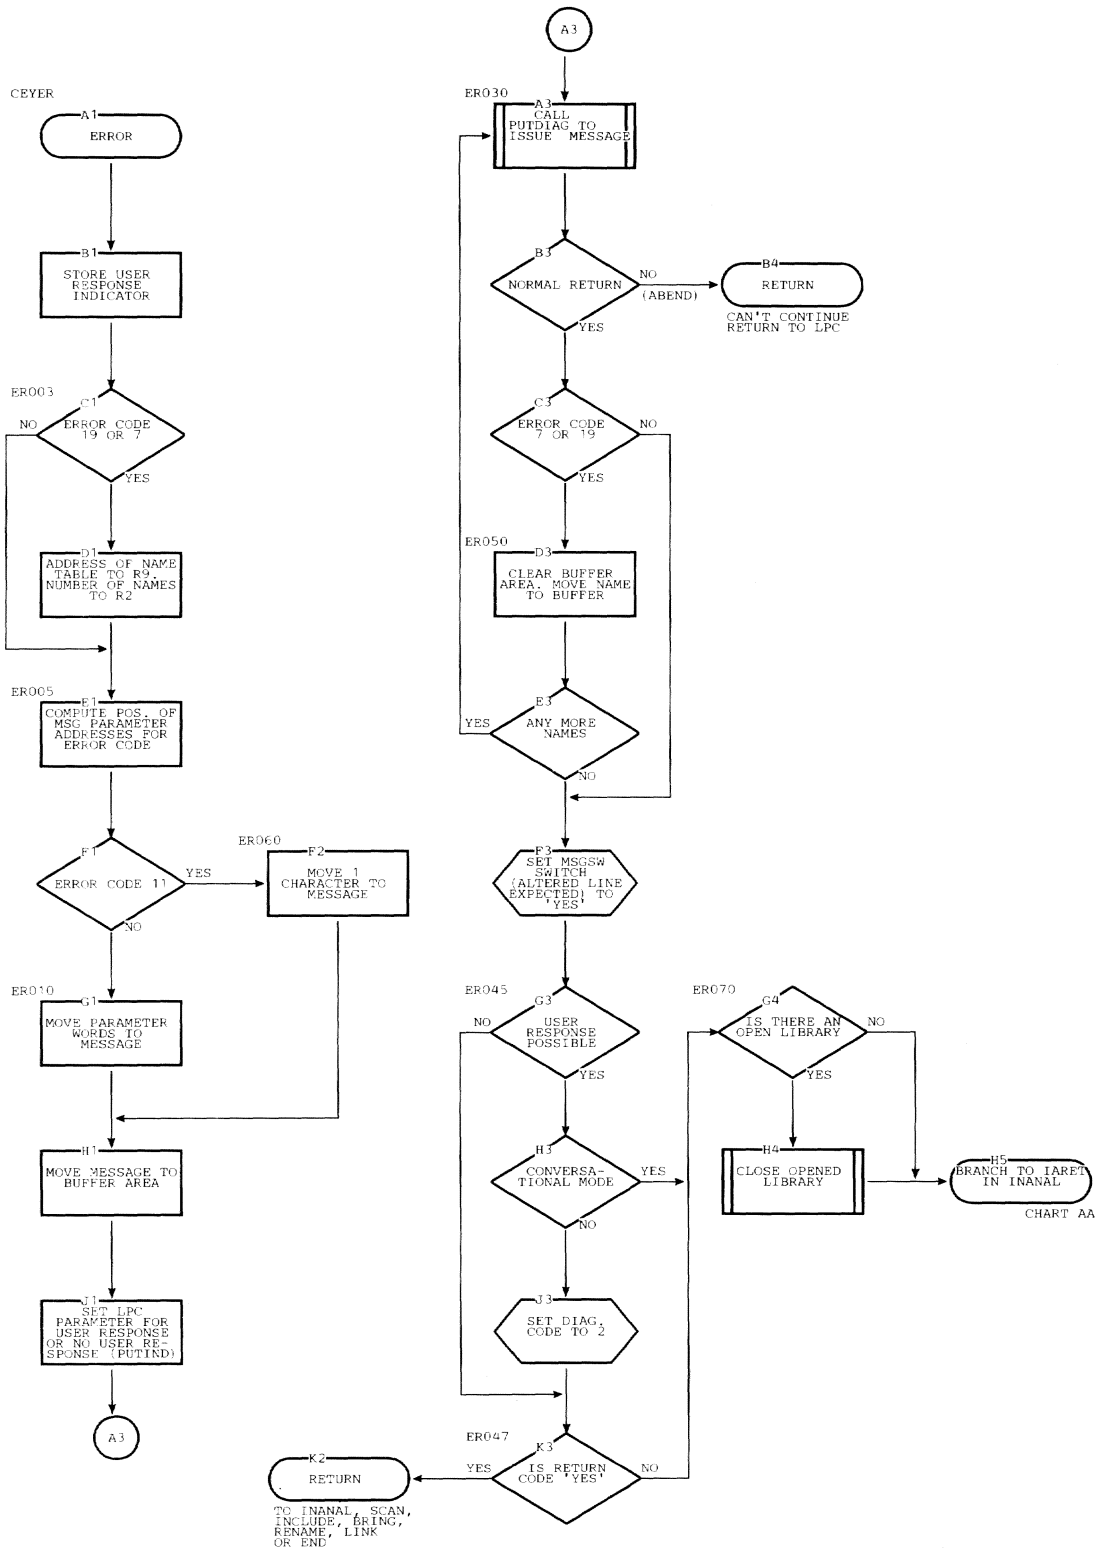 CEYER
A1
ERROR
B1
STORE USER
RESPONSE
INDICATOR
ER003
C1
ERROR CODE
19 OR 7
NO
YES
D1
ADDRESS OF NAME
TABLE TO R9.
NUMBER OF NAMES
TO R2
ER005
E1
COMPUTE POS. OF
MSG PARAMETER
ADDRESSES FOR
ERROR CODE
F1
ERROR CODE 11
YES
NO
ER060
F2
MOVE 1
CHARACTER TO
MESSAGE
ER010
G1
MOVE PARAMETER
WORDS TO
MESSAGE
H1
MOVE MESSAGE TO
BUFFER AREA
J1
SET LPC
PARAMETER FOR
USER RESPONSE
OR NO USER RE-
SPONSE (PUTIND)
A3
A3
ER030
A3
CALL
PUTDIAG TO
ISSUE MESSAGE
B3
NORMAL RETURN
NO
(ABEND)
YES
B4
RETURN
CAN'T CONTINUE
RETURN TO LPC
C3
ERROR CODE
7 OR 19
NO
YES
ER050
D3
CLEAR BUFFER
AREA. MOVE NAME
TO BUFFER
E3
ANY MORE
NAMES
YES
NO
F3
SET MSGSW
SWITCH
(ALTERED LINE
EXPECTED) TO
'YES'
ER045
G3
USER
RESPONSE
POSSIBLE
NO
YES
H3
CONVERSA-
TIONAL MODE
YES
NO
J3
SET DIAG.
CODE TO 2
ER047
K3
IS RETURN
CODE 'YES'
YES
NO
K2
RETURN
TO INANAL, SCAN,
INCLUDE, BRING,
RENAME, LINK
OR END
ER070
G4
IS THERE AN
OPEN LIBRARY
NO
YES
H4
CLOSE OPENED
LIBRARY
H5
BRANCH TO IARET
IN INANAL
CHART AA